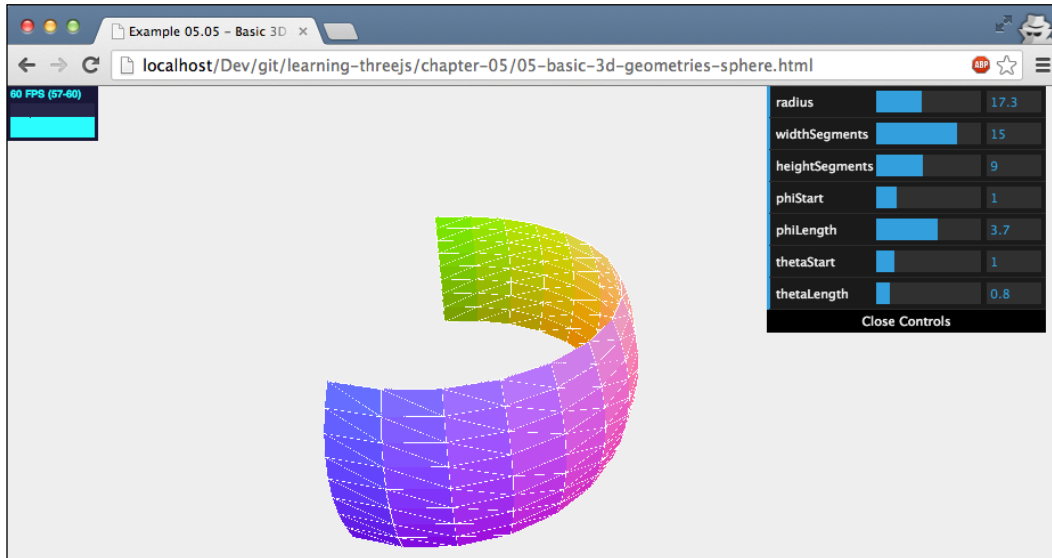 Example 05.05 - Basic 3D
localhost/Dev/git/learning-threejs/chapter-05/05-basic-3d-geometries-sphere.html
ABP
60 FPS (57-60)
radius 17.3
widthSegments 15
heightSegments 9
phiStart 1
phiLength 3.7
thetaStart 1
thetaLength 0.8
Close Controls